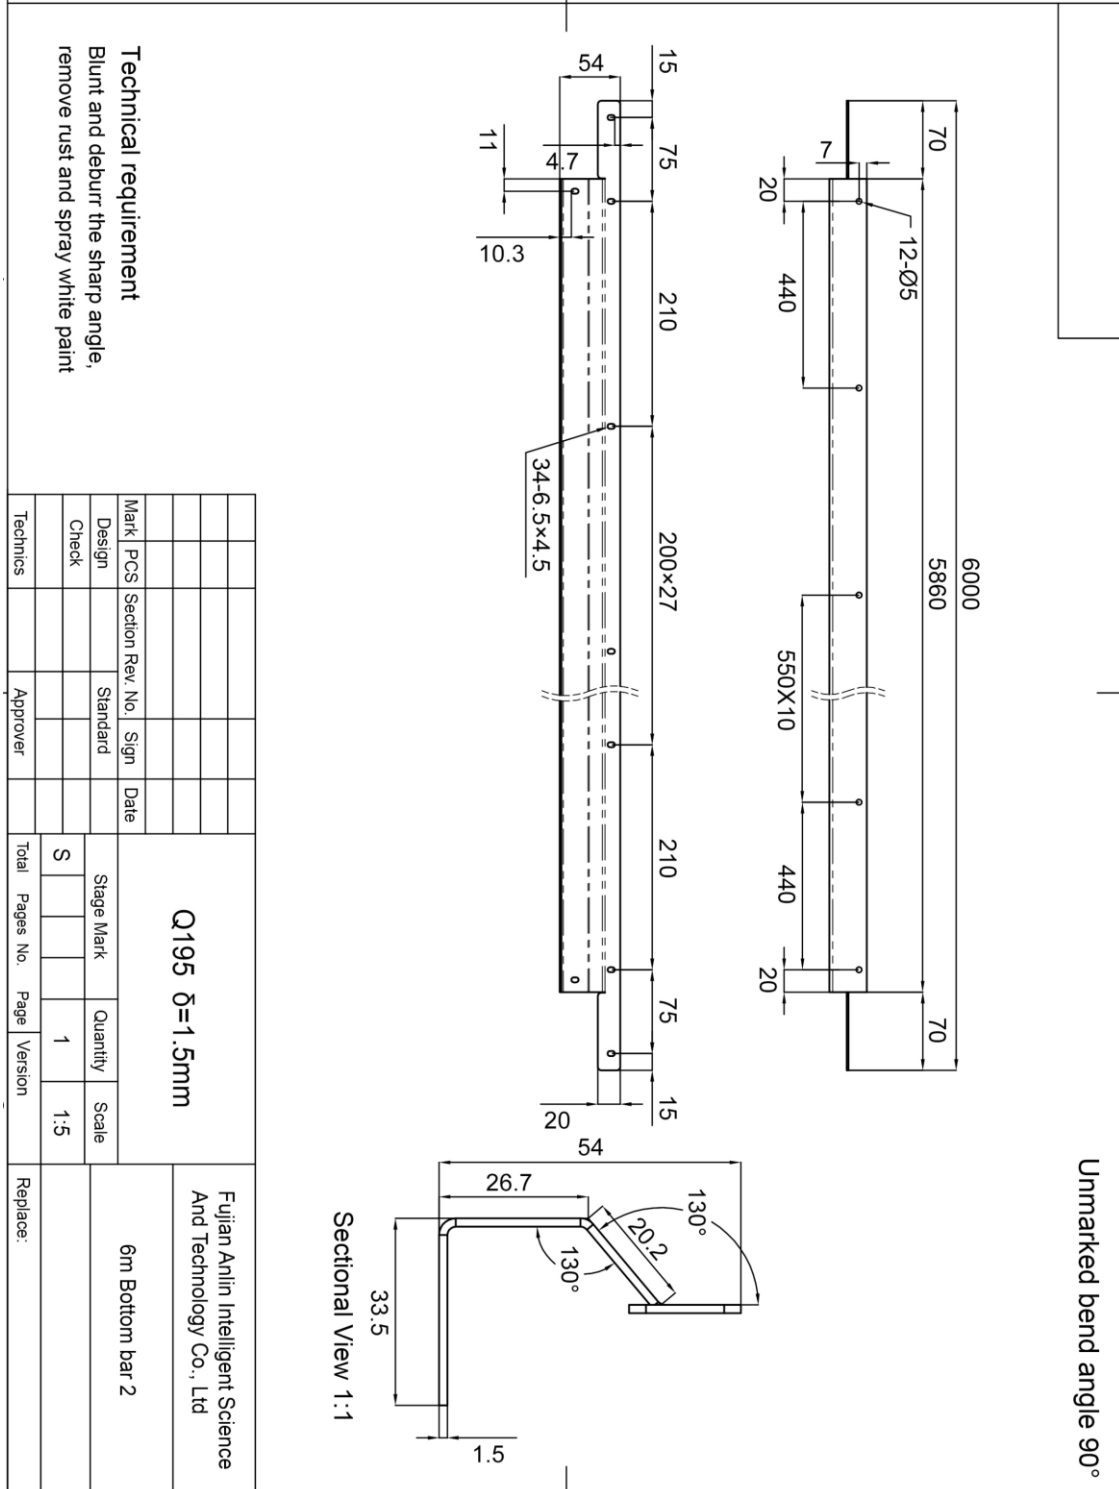 Unmarked bend angle 90°
6000
5860
70
70
12-Ø5
7
20
440
550X10
440
20
15
75
210
200×27
210
75
15
54
4.7
11
10.3
34-6.5×4.5
20
54
26.7
130°
20.2
130°
33.5
1.5
Sectional View 1:1
Technical requirement
Blunt and deburr the sharp angle,
remove rust and spray white paint
Mark PCS Section Rev. No. Sign Date
Design Standard
Check
Technics Approver
Q195 δ=1.5mm
Stage Mark Quantity Scale
S 1 1:5
Total Pages No. Page Version
Fujian Anlin Intelligent Science
And Technology Co., Ltd
6m Bottom bar 2
Replace: